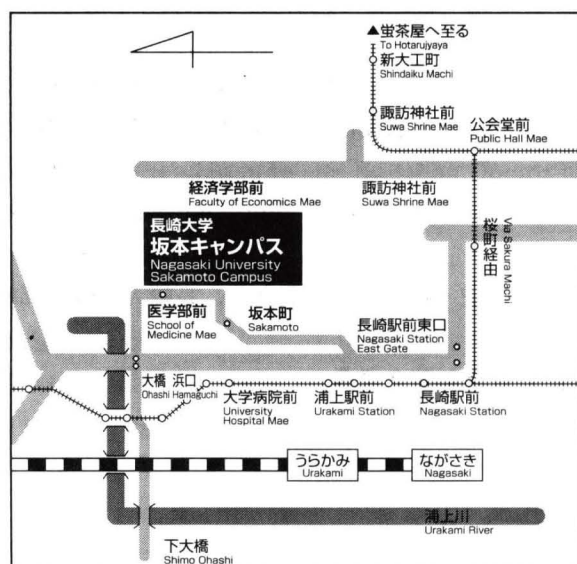 ▲蛍茶屋へ至る
To Hotarujyaya
新大工町
Shindaiku Machi
諏訪神社前
Suwa Shrine Mae
公会堂前
Public Hall Mae
経済学部前
Faculty of Economics Mae
諏訪神社前
Suwa Shrine Mae
長崎大学
坂本キャンパス
Nagasaki University
Sakamoto Campus
桜町経由
Via Sakura Machi
医学部前
School of
Medicine Mae
坂本町
Sakamoto
長崎駅前東口
Nagasaki Station
East Gate
大橋 浜口
Ohashi Hamaguchi
大学病院前
University
Hospital Mae
浦上駅前
Urakami Station
長崎駅前
Nagasaki Station
うらかみ
Urakami
ながさき
Nagasaki
浦上川
Urakami River
下大橋
Shimo Ohashi